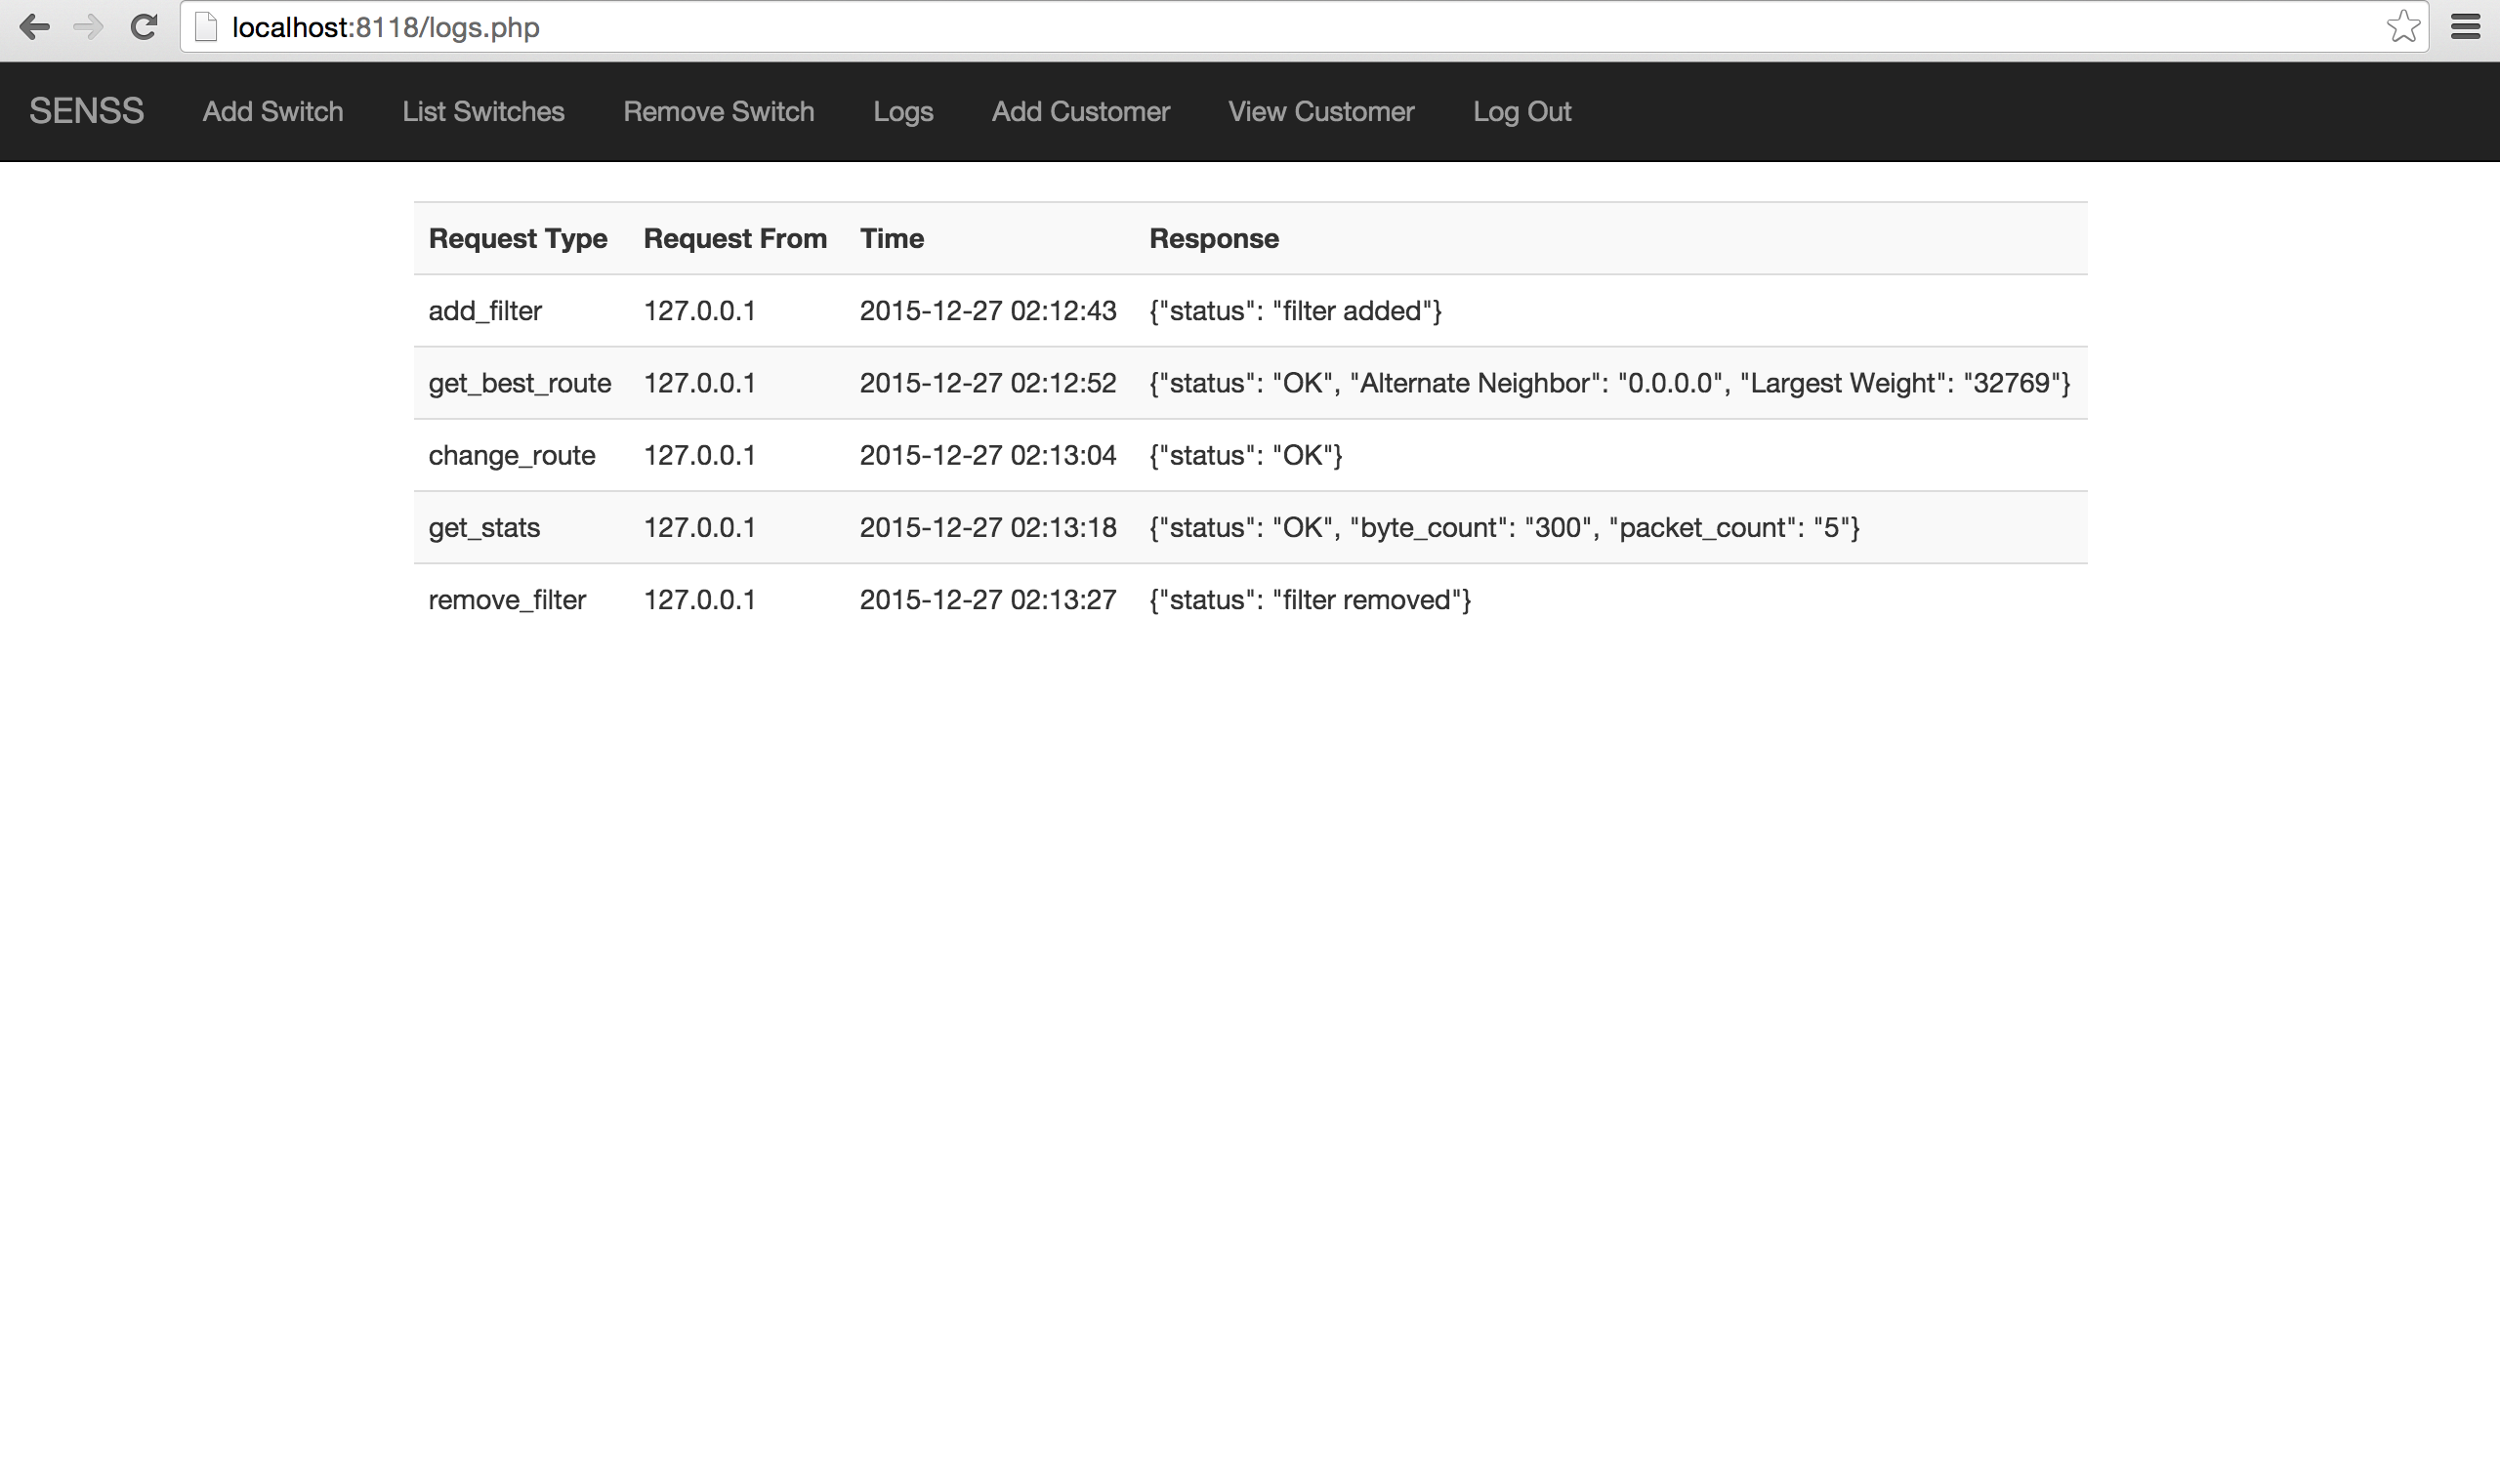 localhost:8118/logs.php
SENSS Add Switch List Switches Remove Switch Logs Add Customer View Customer Log Out
Request Type Request From Time Response
add_filter 127.0.0.1 2015-12-27 02:12:43 {"status": "filter added"}
get_best_route 127.0.0.1 2015-12-27 02:12:52 {"status": "OK", "Alternate Neighbor": "0.0.0.0", "Largest Weight": "32769"}
change_route 127.0.0.1 2015-12-27 02:13:04 {"status": "OK"}
get_stats 127.0.0.1 2015-12-27 02:13:18 {"status": "OK", "byte_count": "300", "packet_count": "5"}
remove_filter 127.0.0.1 2015-12-27 02:13:27 {"status": "filter removed"}